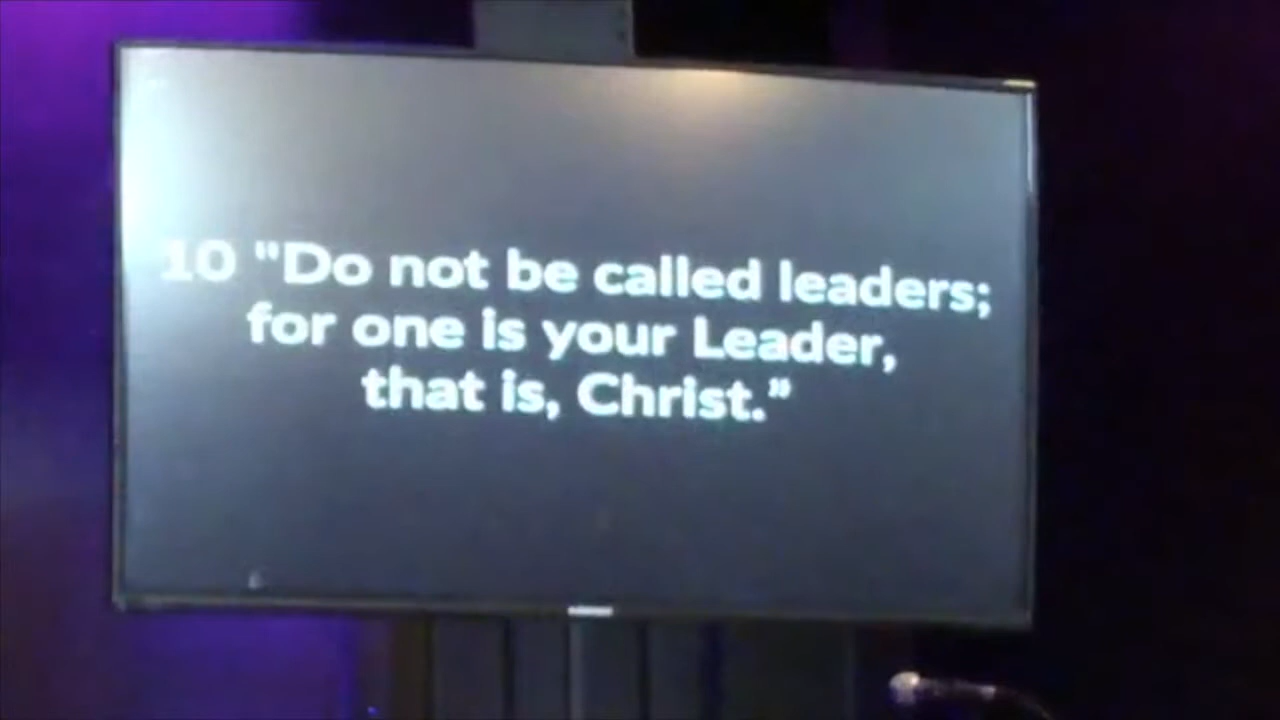 10 "Do not be called leaders;
for one is your Leader,
that is, Christ.”